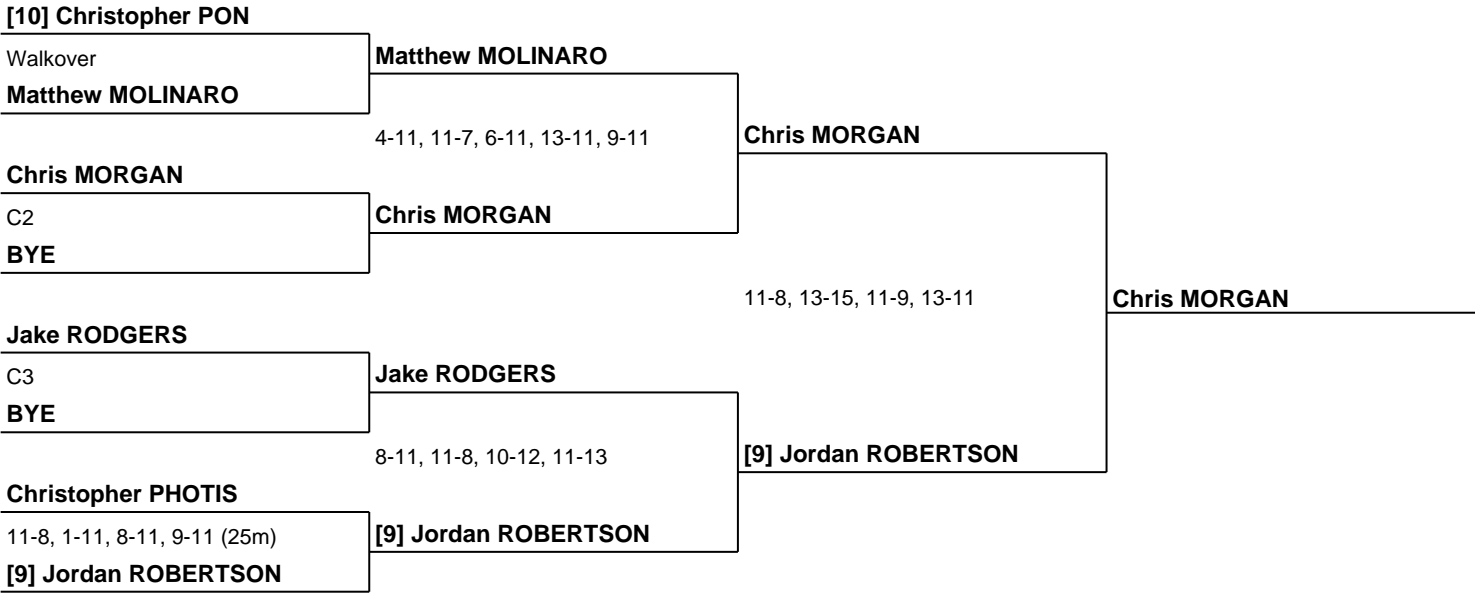 [10] Christopher PON
Walkover
Matthew MOLINARO
Matthew MOLINARO
4-11, 11-7, 6-11, 13-11, 9-11
Chris MORGAN
Chris MORGAN
C2
BYE
Chris MORGAN
11-8, 13-15, 11-9, 13-11
Chris MORGAN
Jake RODGERS
C3
BYE
Jake RODGERS
8-11, 11-8, 10-12, 11-13
[9] Jordan ROBERTSON
Christopher PHOTIS
11-8, 1-11, 8-11, 9-11 (25m)
[9] Jordan ROBERTSON
[9] Jordan ROBERTSON